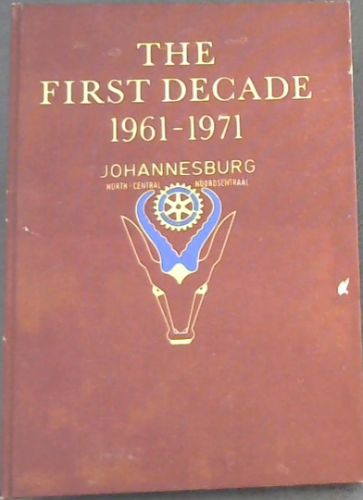 THE
FIRST DECADE
1961-1971
JOHANNESBURG
NORTH-CENTRAL NOORDSENTRAAL